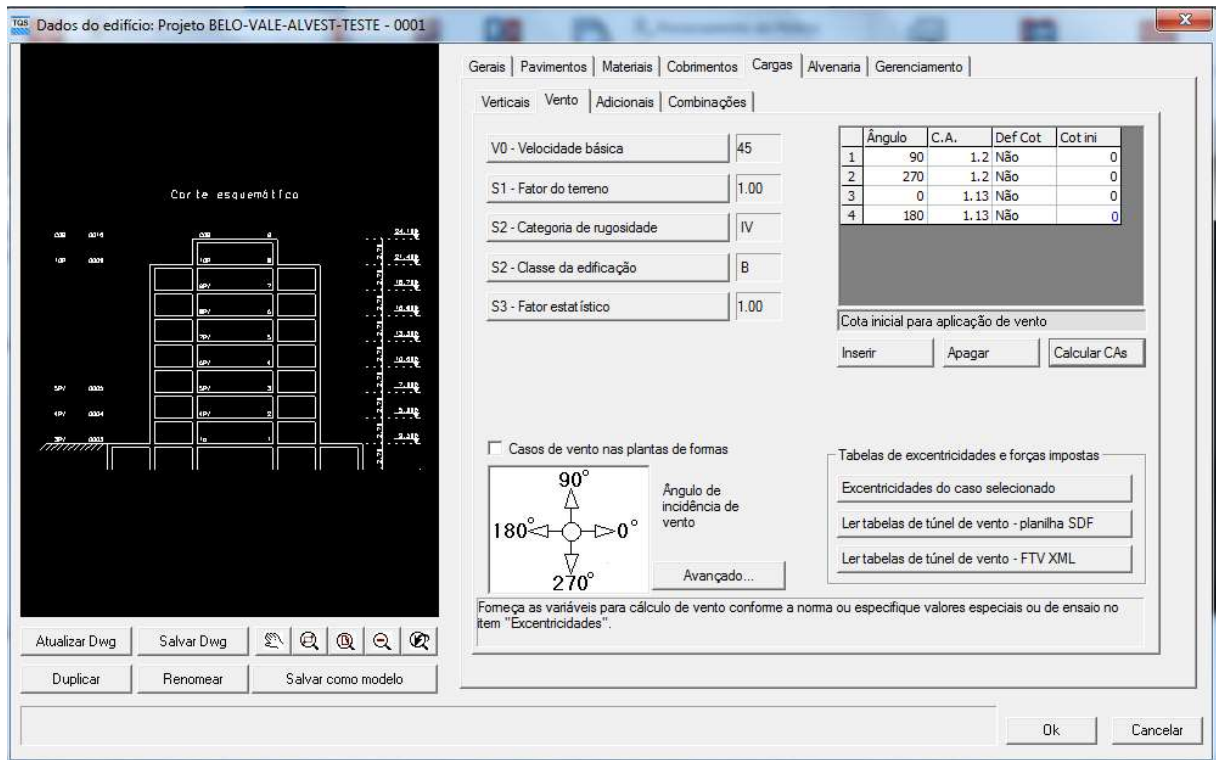 TQS Dados do edifício: Projeto BELO-VALE-ALVEST-TESTE - 0001
Gerais Pavimentos Materiais Cobrimentos Cargas Alvenaria Gerenciamento
Verticais Vento Adicionais Combinações
V0 - Velocidade básica 45
S1 - Fator do terreno 1.00
S2 - Categoria de rugosidade IV
S2 - Classe da edificação B
S3 - Fator estatístico 1.00
Ângulo C.A. Def Cot Cot ini
1 90 1.2 Não 0
2 270 1.2 Não 0
3 0 1.13 Não 0
4 180 1.13 Não 0
Cota inicial para aplicação de vento
Inserir Apagar Calcular CAs
Corte esquemático
Casos de vento nas plantas de formas
90°
180° 0°
270°
Ângulo de
incidência de
vento
Avançado...
Tabelas de excentricidades e forças impostas
Excentricidades do caso selecionado
Ler tabelas de túnel de vento - planilha SDF
Ler tabelas de túnel de vento - FTV XML
Forneça as variáveis para cálculo de vento conforme a norma ou especifique valores especiais ou de ensaio no
item "Excentricidades".
Atualizar Dwg Salvar Dwg
Duplicar Renomear Salvar como modelo
Ok Cancelar